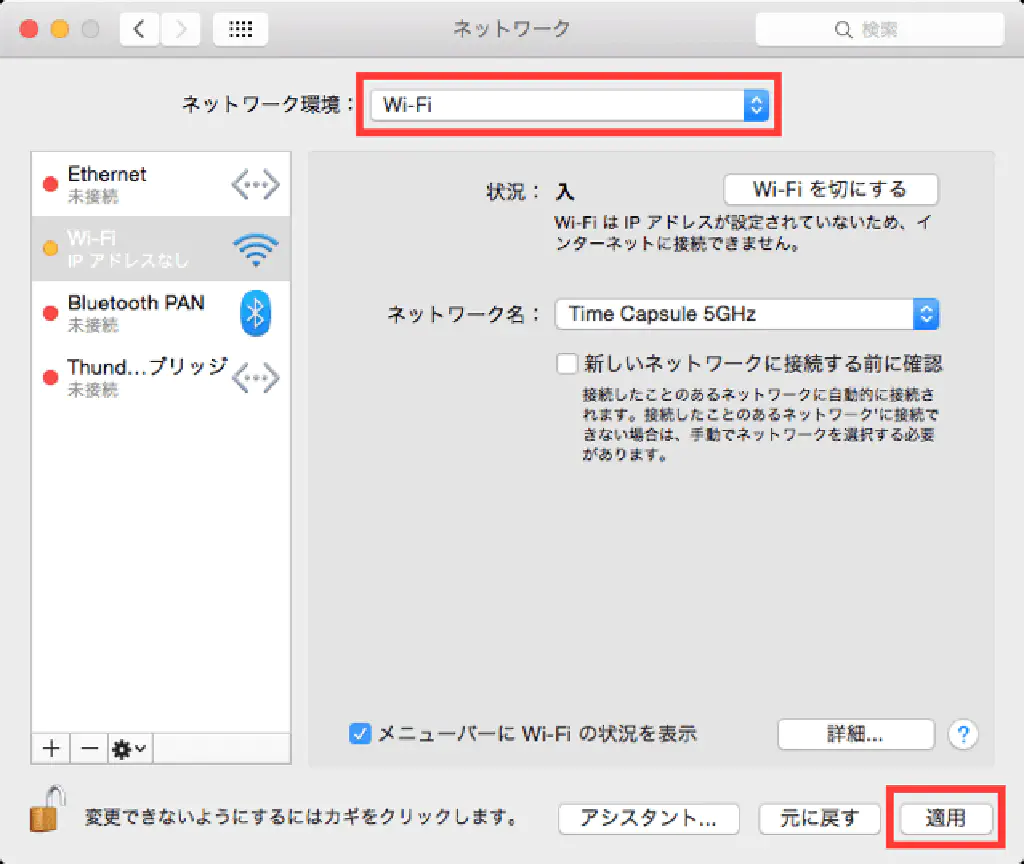 ネットワーク
検索
ネットワーク環境：
Wi-Fi
Ethernet
未接続
Wi-Fi
IP アドレスなし
Bluetooth PAN
未接続
Thund...ブリッジ
未接続
状況：
入
Wi-Fi を切にする
Wi-Fi は IP アドレスが設定されていないため、イ
ンターネットに接続できません。
ネットワーク名：
Time Capsule 5GHz
新しいネットワークに接続する前に確認
接続したことのあるネットワークに自動的に接続さ
れます。接続したことのあるネットワーク'に接続で
きない場合は、手動でネットワークを選択する必要
があります。
メニューバーに Wi-Fi の状況を表示
詳細...
?
変更できないようにするにはカギをクリックします。
アシスタント...
元に戻す
適用